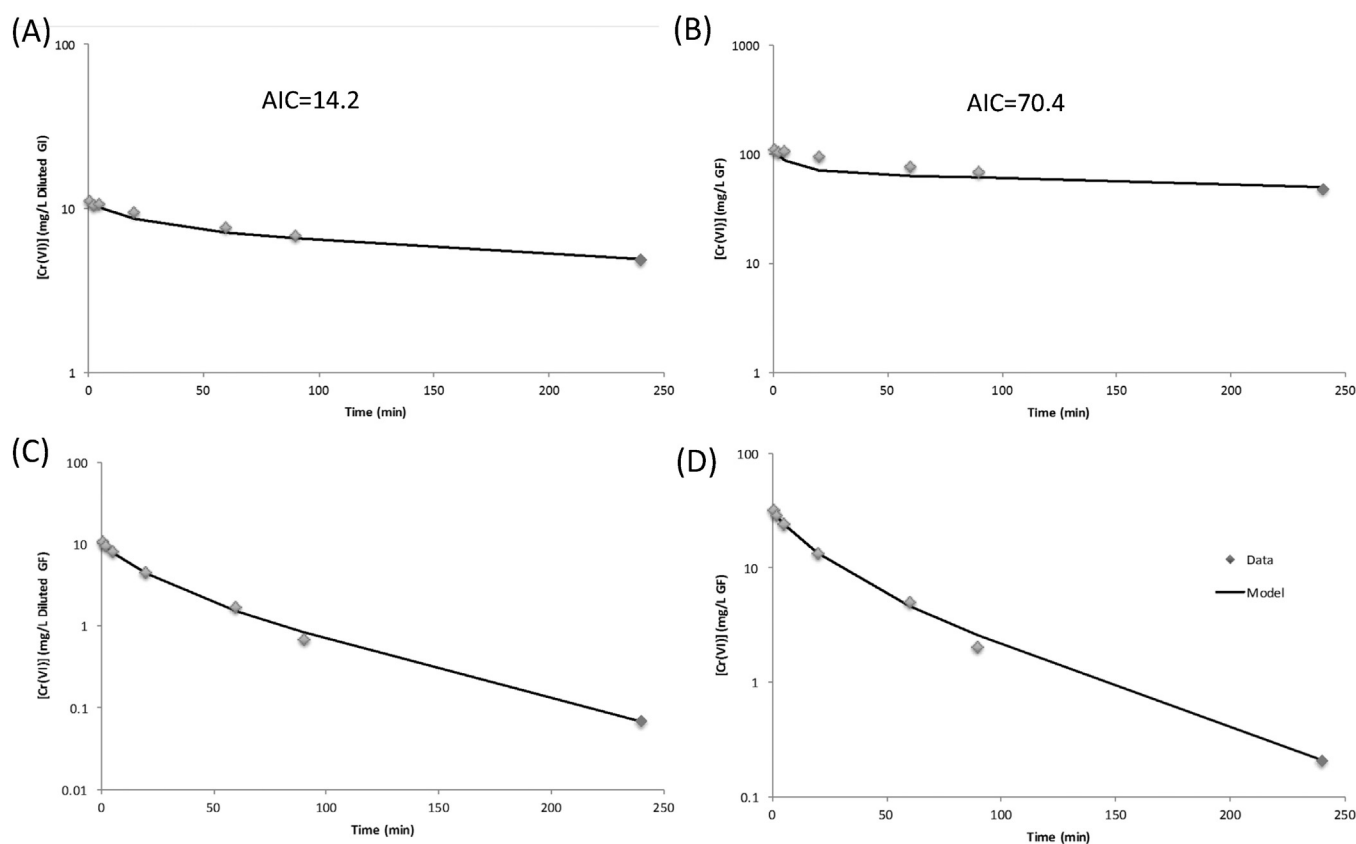 (A)
100
10
1
[Cr(VI)] (mg/L Diluted GI)
AIC=14.2
0 50 100 150 200 250
Time (min)
(B)
1000
100
10
1
[Cr(VI)] (mg/L GF)
AIC=70.4
0 50 100 150 200 250
Time (min)
(C)
100
10
1
0.1
0.01
[Cr(VI)] (mg/L Diluted GF)
0 50 100 150 200 250
Time (min)
(D)
100
10
1
0.1
[Cr(VI)] (mg/L GF)
Data
Model
0 50 100 150 200 250
Time (min)